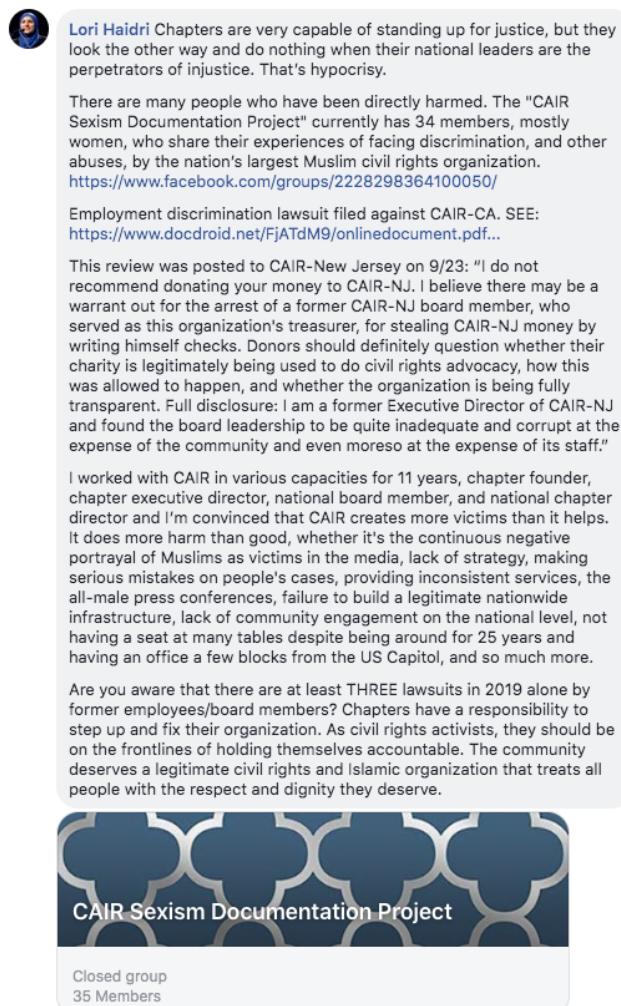 Lori Haidri Chapters are very capable of standing up for justice, but they
look the other way and do nothing when their national leaders are the
perpetrators of injustice. That's hypocrisy.
There are many people who have been directly harmed. The "CAIR
Sexism Documentation Project" currently has 34 members, mostly
women, who share their experiences of facing discrimination, and other
abuses, by the nation's largest Muslim civil rights organization.
https://www.facebook.com/groups/2228298364100050/
Employment discrimination lawsuit filed against CAIR-CA. SEE:
https://www.docdroid.net/FjATdM9/onlinedocument.pdf...
This review was posted to CAIR-New Jersey on 9/23: “I do not
recommend donating your money to CAIR-NJ. I believe there may be a
warrant out for the arrest of a former CAIR-NJ board member, who
served as this organization's treasurer, for stealing CAIR-NJ money by
writing himself checks. Donors should definitely question whether their
charity is legitimately being used to do civil rights advocacy, how this
was allowed to happen, and whether the organization is being fully
transparent. Full disclosure: I am a former Executive Director of CAIR-NJ
and found the board leadership to be quite inadequate and corrupt at the
expense of the community and even moreso at the expense of its staff.”
I worked with CAIR in various capacities for 11 years, chapter founder,
chapter executive director, national board member, and national chapter
director and I'm convinced that CAIR creates more victims than it helps.
It does more harm than good, whether it's the continuous negative
portrayal of Muslims as victims in the media, lack of strategy, making
serious mistakes on people's cases, providing inconsistent services, the
all-male press conferences, failure to build a legitimate nationwide
infrastructure, lack of community engagement on the national level, not
having a seat at many tables despite being around for 25 years and
having an office a few blocks from the US Capitol, and so much more.
Are you aware that there are at least THREE lawsuits in 2019 alone by
former employees/board members? Chapters have a responsibility to
step up and fix their organization. As civil rights activists, they should be
on the frontlines of holding themselves accountable. The community
deserves a legitimate civil rights and Islamic organization that treats all
people with the respect and dignity they deserve.
CAIR Sexism Documentation Project
Closed group
35 Members